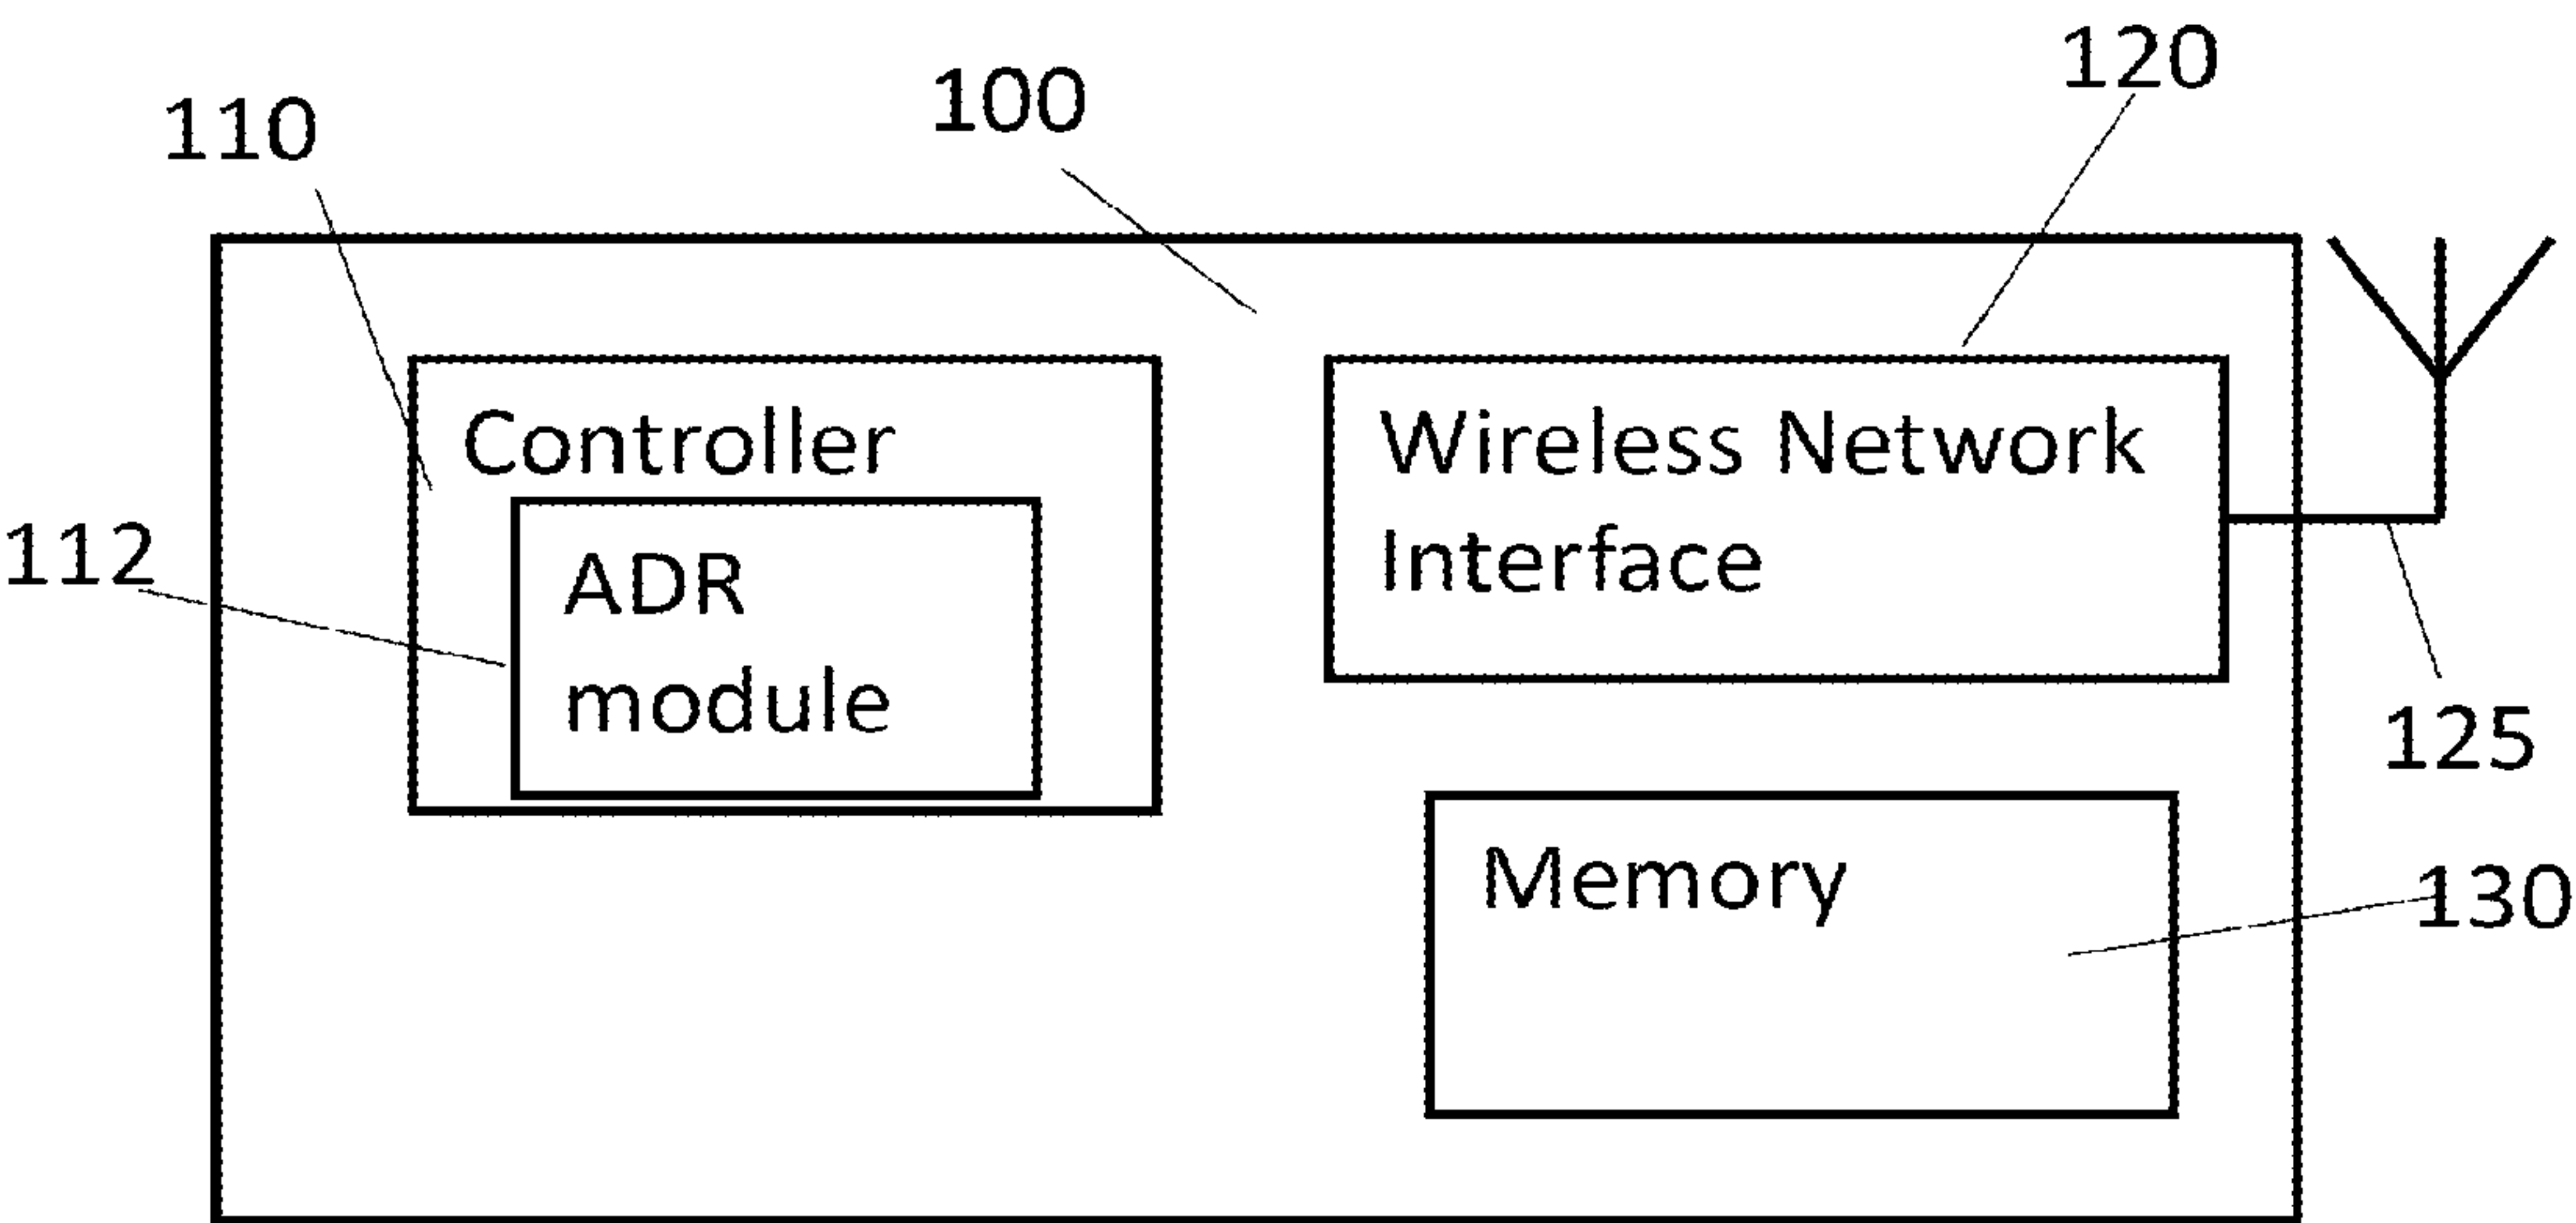 120
100
110
Controller
Wireless Network
Interface
112
ADR
module
125
Memory
130